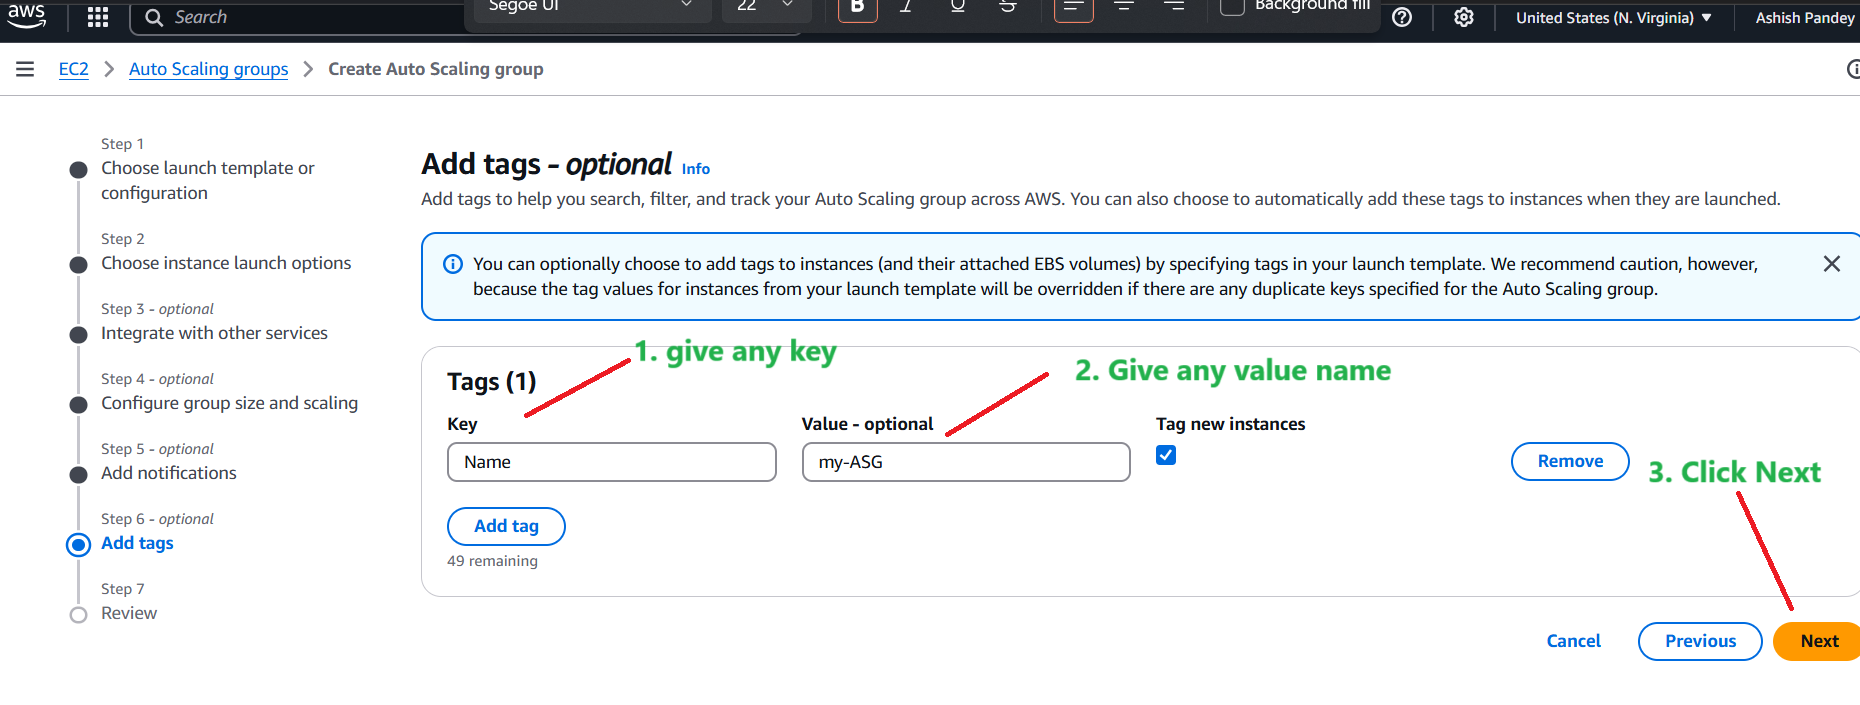 aws
Search
Segoe UI
22
B
I
U
S
Background fill
United States (N. Virginia)
Ashish Pandey
EC2
Auto Scaling groups
Create Auto Scaling group
Step 1
Choose launch template or
configuration
Step 2
Choose instance launch options
Step 3 - optional
Integrate with other services
Step 4 - optional
Configure group size and scaling
Step 5 - optional
Add notifications
Step 6 - optional
Add tags
Step 7
Review
Add tags - optional Info
Add tags to help you search, filter, and track your Auto Scaling group across AWS. You can also choose to automatically add these tags to instances when they are launched.
You can optionally choose to add tags to instances (and their attached EBS volumes) by specifying tags in your launch template. We recommend caution, however,
because the tag values for instances from your launch template will be overridden if there are any duplicate keys specified for the Auto Scaling group.
1. give any key
2. Give any value name
Tags (1)
Key
Value - optional
Tag new instances
Name
my-ASG
Remove
3. Click Next
Add tag
49 remaining
Cancel
Previous
Next